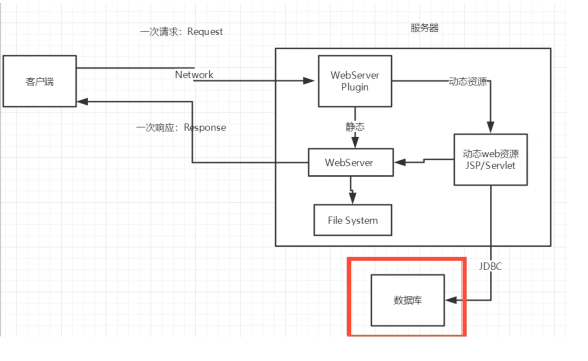 一次请求：Request
服务器
客户端
Network
WebServer
Plugin
动态资源
一次响应：Response
静态
WebServer
动态web资源
JSP/Servlet
File System
JDBC
数据库